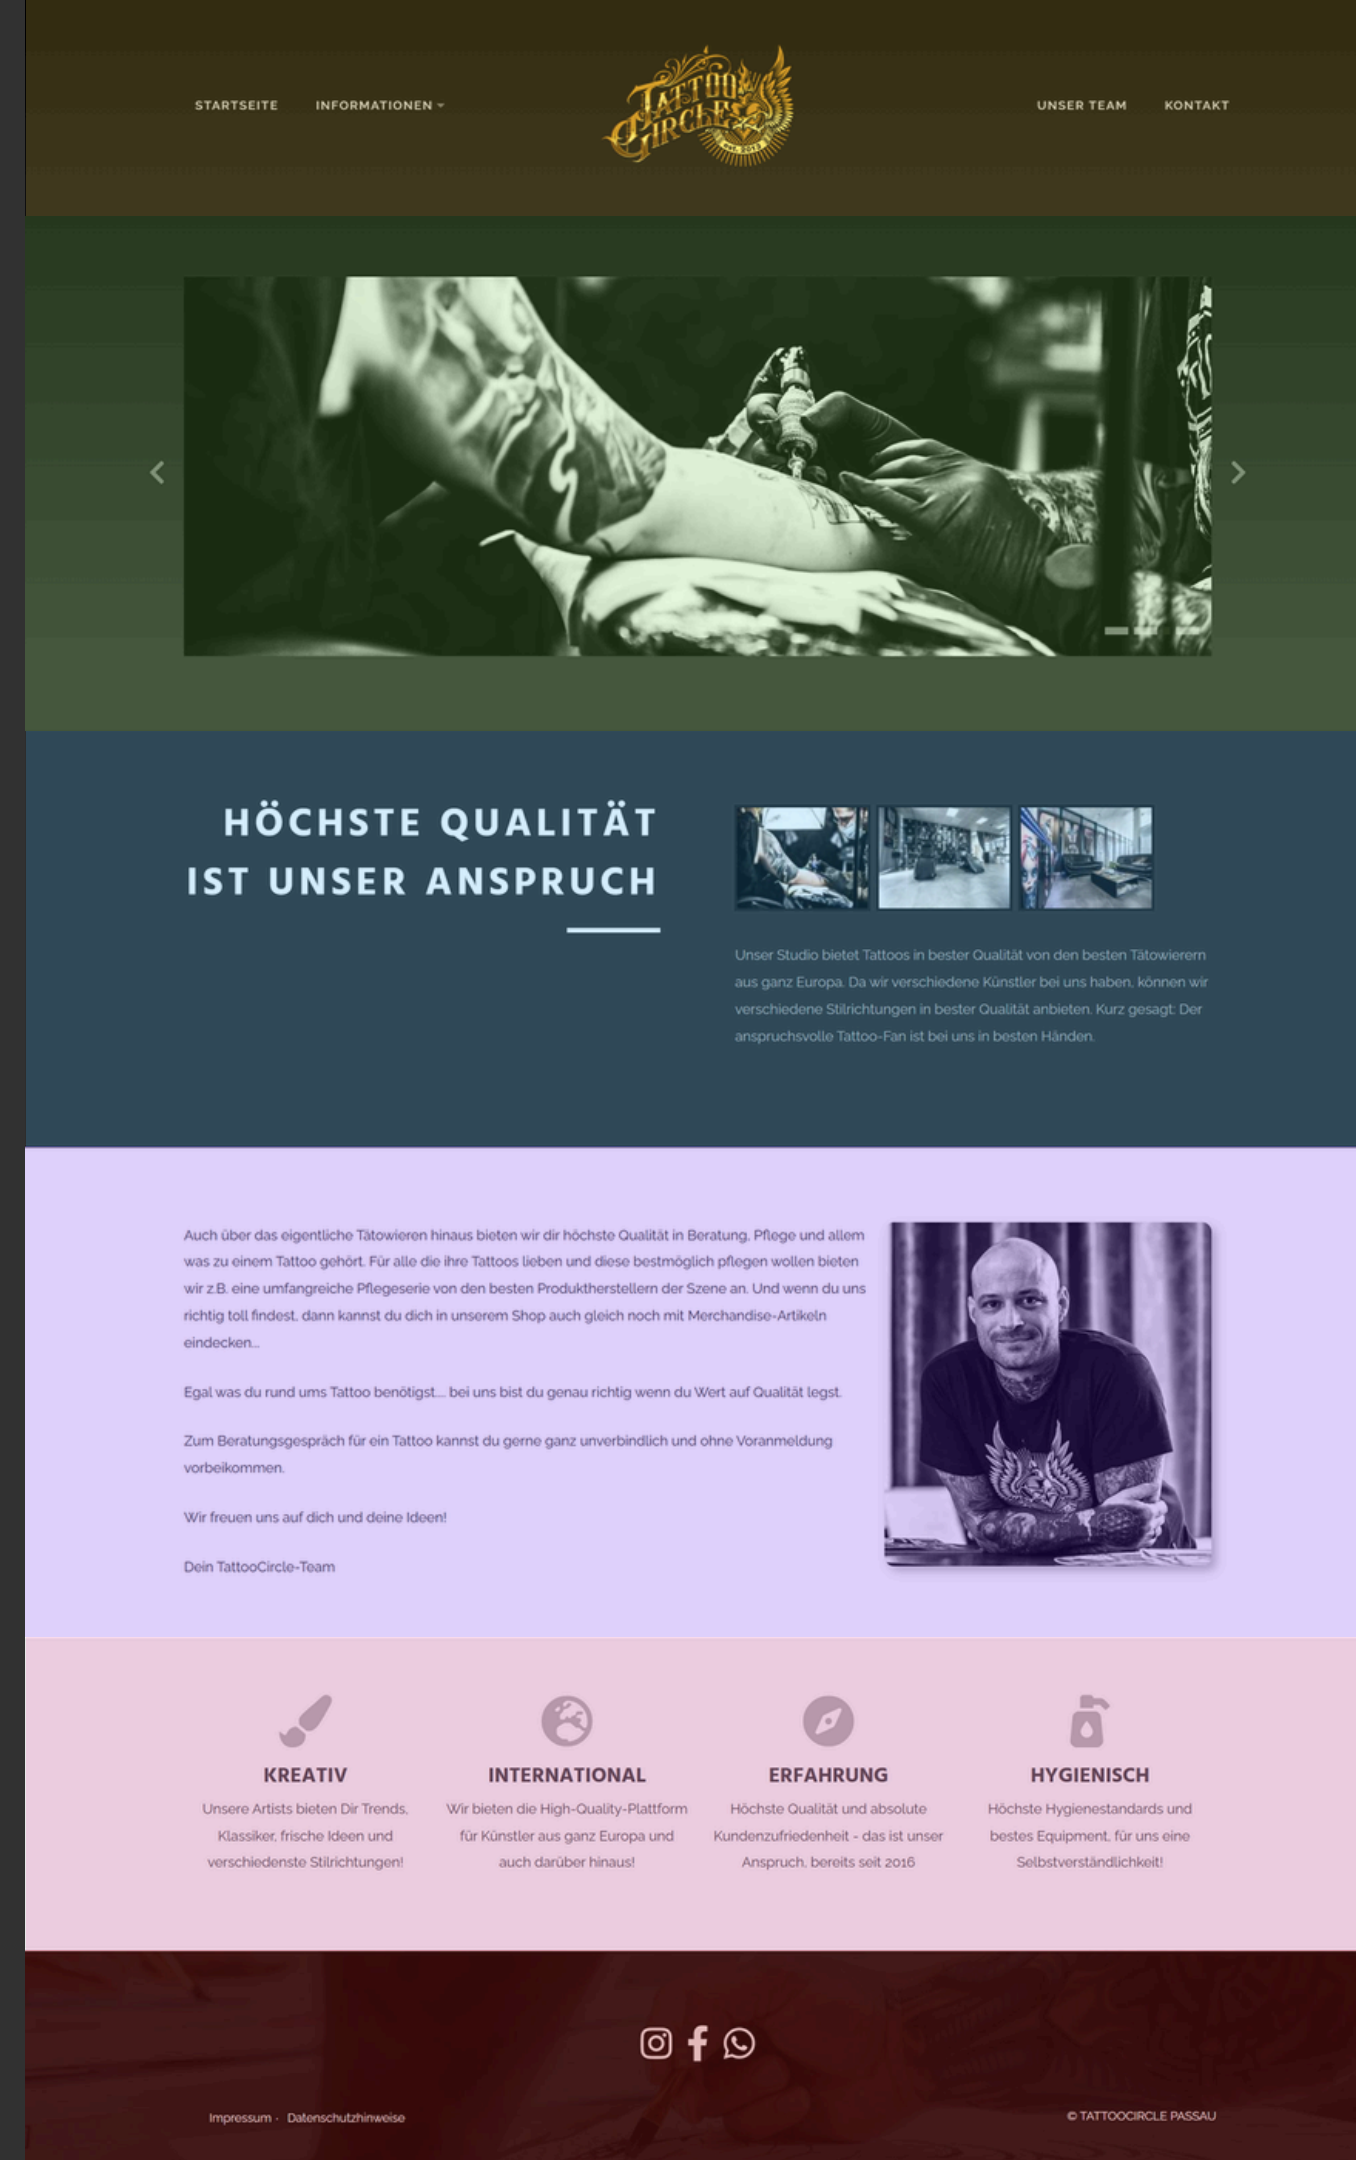 STARTSEITE INFORMATIONEN
TATTOO
CIRCLE
est. 2013
UNSER TEAM KONTAKT
HÖCHSTE QUALITÄT
IST UNSER ANSPRUCH
Unser Studio bietet Tattoos in bester Qualität von den besten Tätowierern
aus ganz Europa. Da wir verschiedene Künstler bei uns haben, können wir
verschiedene Stilrichtungen in bester Qualität anbieten. Kurz gesagt: Der
anspruchsvolle Tattoo-Fan ist bei uns in besten Händen.
Auch über das eigentliche Tätowieren hinaus bieten wir dir höchste Qualität in Beratung, Pflege und allem
was zu einem Tattoo gehört. Für alle die ihre Tattoos lieben und diese bestmöglich pflegen wollen bieten
wir z.B. eine umfangreiche Pflegeserie von den besten Produktherstellern der Szene an. Und wenn du uns
richtig toll findest, dann kannst du dich in unserem Shop auch gleich noch mit Merchandise-Artikeln
eindecken...
Egal was du rund ums Tattoo benötigst.... bei uns bist du genau richtig wenn du Wert auf Qualität legst.
Zum Beratungsgespräch für ein Tattoo kannst du gerne ganz unverbindlich und ohne Voranmeldung
vorbeikommen.
Wir freuen uns auf dich und deine Ideen!
Dein TattooCircle-Team
KREATIV
Unsere Artists bieten Dir Trends,
Klassiker, frische Ideen und
verschiedenste Stilrichtungen!
INTERNATIONAL
Wir bieten die High-Quality-Plattform
für Künstler aus ganz Europa und
auch darüber hinaus!
ERFAHRUNG
Höchste Qualität und absolute
Kundenzufriedenheit - das ist unser
Anspruch, bereits seit 2016
HYGIENISCH
Höchste Hygienestandards und
bestes Equipment, für uns eine
Selbstverständlichkeit!
Impressum · Datenschutzhinweise
© TATTOOCIRCLE PASSAU